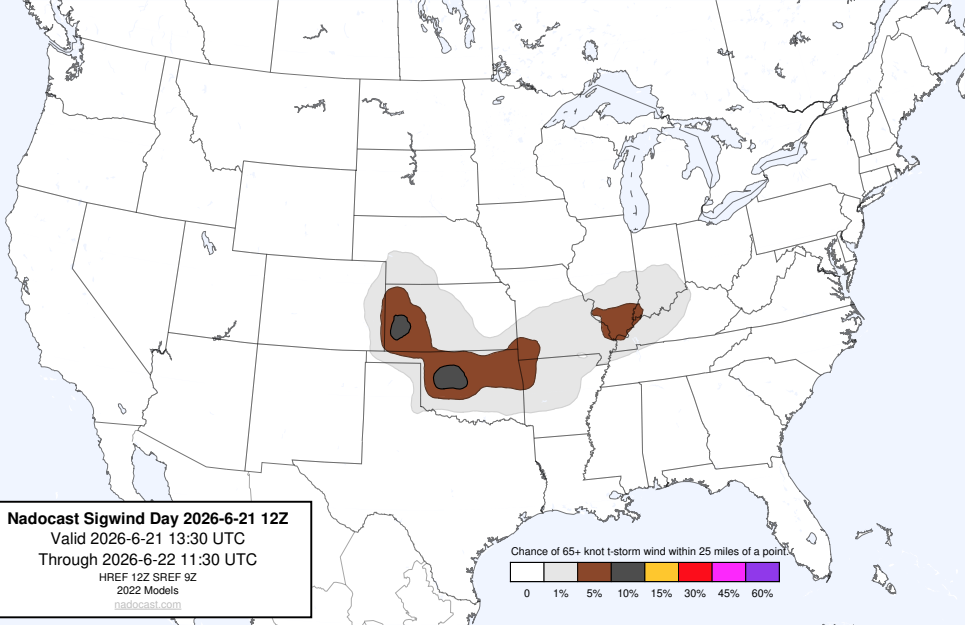 Nadocast Sigwind Day 2026-6-21 12Z
Valid 2026-6-21 13:30 UTC
Through 2026-6-22 11:30 UTC
HREF 12Z SREF 9Z
2022 Models
nadocast.com
Chance of 65+ knot t-storm wind within 25 miles of a point.
0 1% 5% 10% 15% 30% 45% 60%